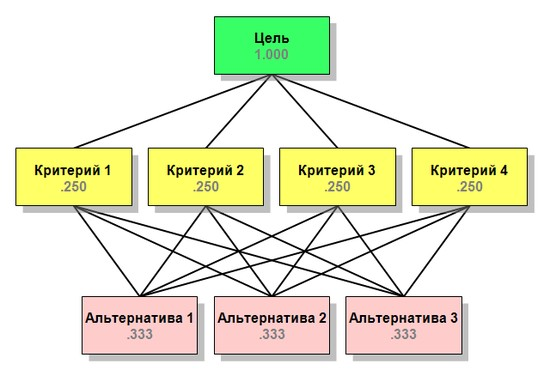 Цель
1.000
Критерий 1
.250
Критерий 2
.250
Критерий 3
.250
Критерий 4
.250
Альтернатива 1
.333
Альтернатива 2
.333
Альтернатива 3
.333